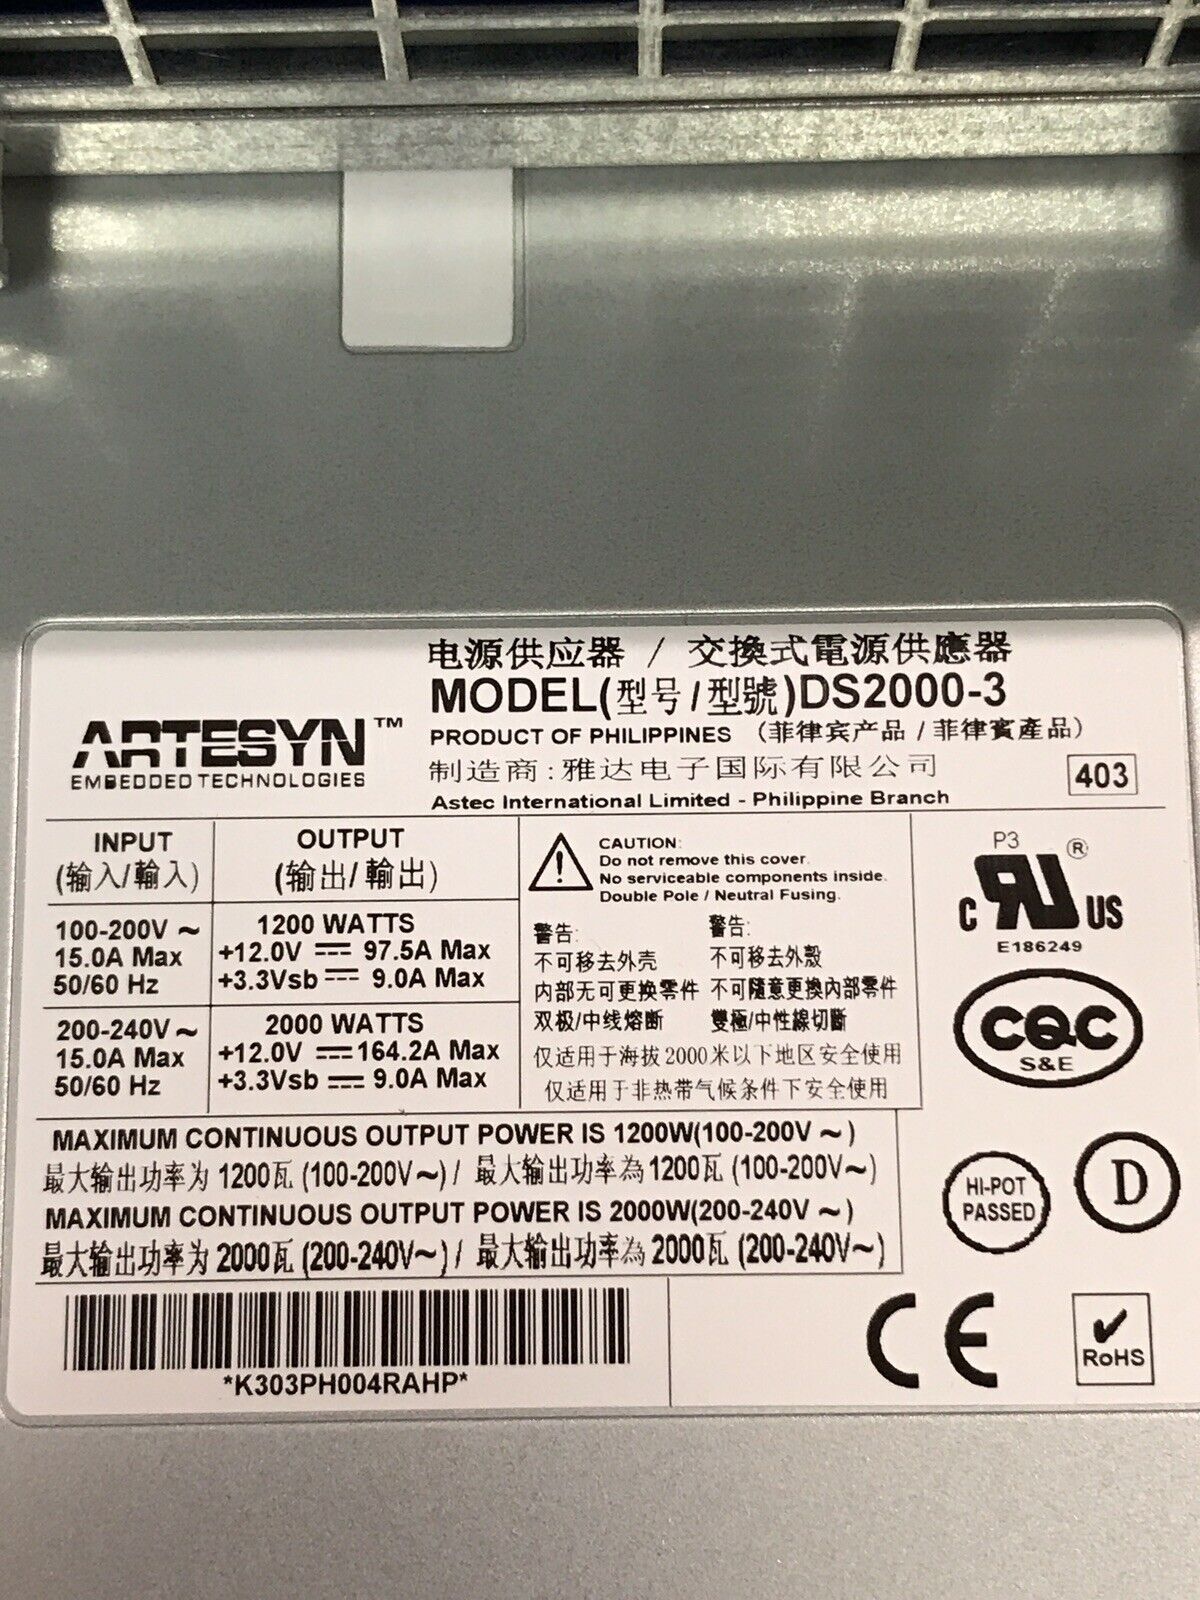 电源供应器 / 交換式電源供應器
MODEL(型号/型號)DS2000-3
ARTESYN™
EMBEDDED TECHNOLOGIES
PRODUCT OF PHILIPPINES (菲律宾产品 / 菲律賓產品)
制造商:雅达电子国际有限公司
403
Astec International Limited - Philippine Branch
INPUT
(输入/輸入)
OUTPUT
(输出/輸出)
100-200V ~
15.0A Max
50/60 Hz
1200 WATTS
+12.0V ⎓ 97.5A Max
+3.3Vsb ⎓ 9.0A Max
200-240V ~
15.0A Max
50/60 Hz
2000 WATTS
+12.0V ⎓ 164.2A Max
+3.3Vsb ⎓ 9.0A Max
CAUTION:
Do not remove this cover.
No serviceable components inside.
Double Pole / Neutral Fusing.
警告:
不可移去外壳
内部无可更换零件
双极/中线熔断
警告:
不可移去外殼
不可隨意更換內部零件
雙極/中性線切斷
仅适用于海拔2000米以下地区安全使用
仅适用于非热带气候条件下安全使用
P3
c RU US ®
E186249
CQC
S&E
MAXIMUM CONTINUOUS OUTPUT POWER IS 1200W(100-200V ~)
最大输出功率为 1200瓦 (100-200V~) / 最大输出功率為 1200瓦 (100-200V~)
MAXIMUM CONTINUOUS OUTPUT POWER IS 2000W(200-240V ~)
最大输出功率为 2000瓦 (200-240V~) / 最大输出功率為 2000瓦 (200-240V~)
HI-POT
PASSED
D
*K303PH004RAHP*
CE
RoHS